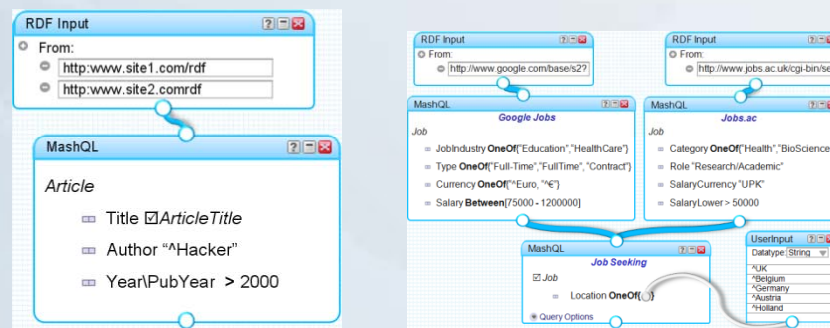 RDF Input
From:
http:www.site1.com/rdf
http:www.site2.comrdf
MashQL
Article
Title ☑ArticleTitle
Author “^Hacker”
Year\PubYear > 2000
RDF Input
From:
http://www.google.com/base/s2?
MashQL
Google Jobs
Job
JobIndustry OneOf{"Education","HealthCare"}
Type OneOf{"Full-Time","FullTime", "Contract"}
Currency OneOf{"^Euro, "^€"}
Salary Between[75000 - 1200000]
RDF Input
From:
http://www.jobs.ac.uk/cgi-bin/se
MashQL
Jobs.ac
Job
Category OneOf{"Health","BioScience
Role "Research/Academic"
SalaryCurrency "UPK"
SalaryLower > 50000
MashQL
Job Seeking
☑ Job
Location OneOf{ }
Query Options
UserInput
Datatype: String
^UK
^Belgium
^Germany
^Austria
^Holland